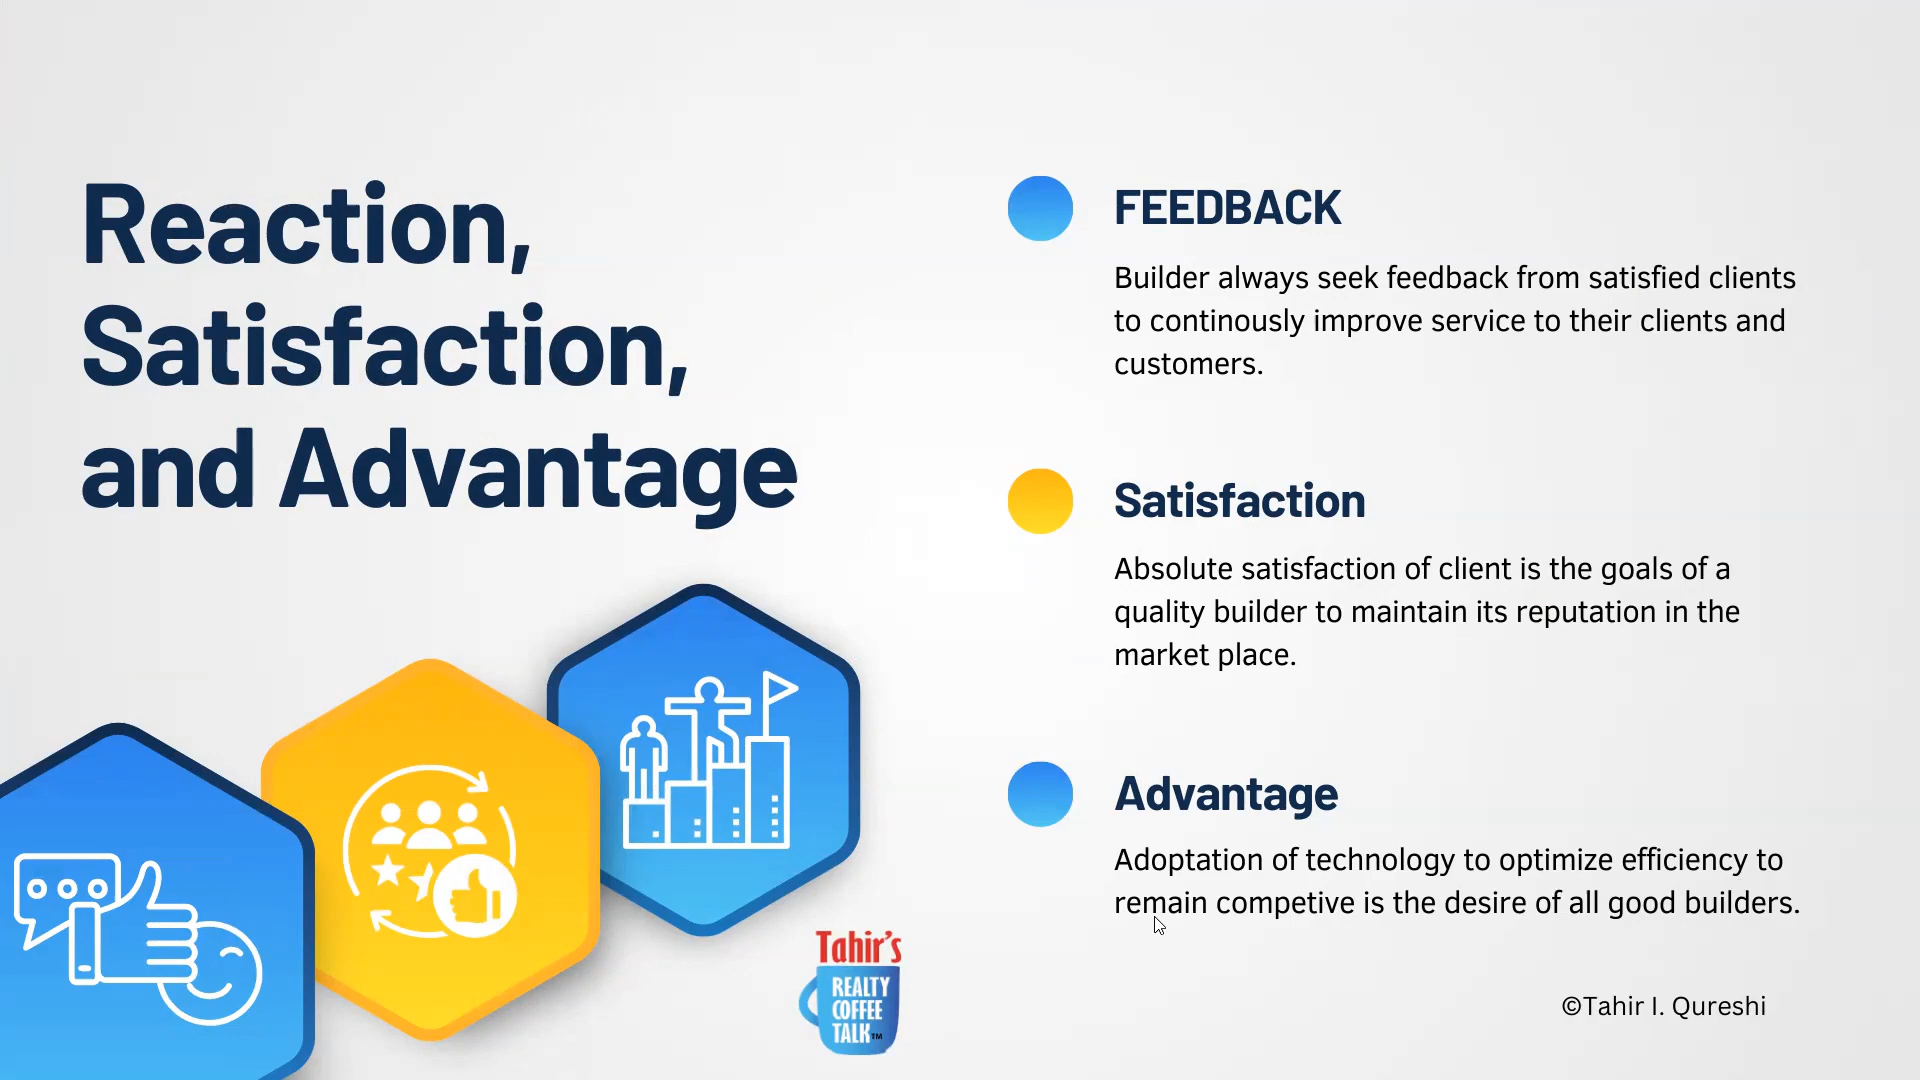 Reaction,
Satisfaction,
and Advantage
FEEDBACK
Builder always seek feedback from satisfied clients
to continously improve service to their clients and
customers.
Satisfaction
Absolute satisfaction of client is the goals of a
quality builder to maintain its reputation in the
market place.
Advantage
Adoptation of technology to optimize efficiency to
remain competive is the desire of all good builders.
Tahir's
REALTY
COFFEE
TALK™
©Tahir I. Qureshi